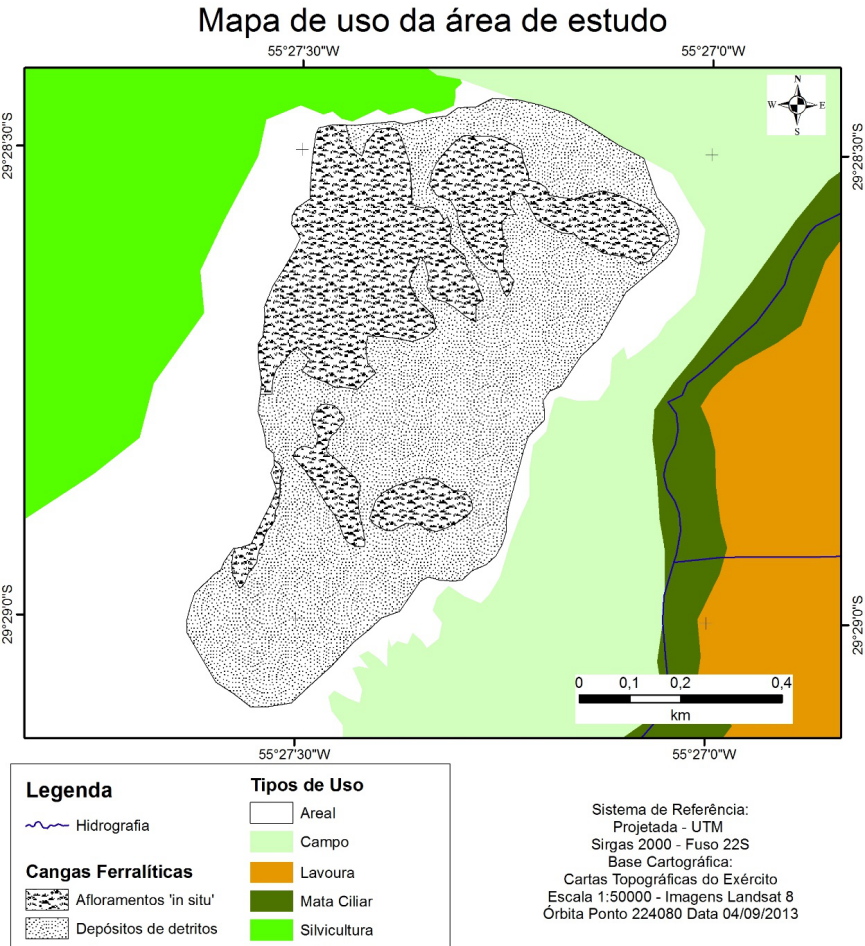 Mapa de uso da área de estudo
55°27'30"W
55°27'0"W
N
W E
S
29°28'30"S
29°28'30"S
29°29'0"S
29°29'0"S
0 0,1 0,2 0,4
km
55°27'30"W
55°27'0"W
Legenda
Hidrografia
Cangas Ferralíticas
Afloramentos 'in situ'
Depósitos de detritos
Tipos de Uso
Areal
Campo
Lavoura
Mata Ciliar
Silvicultura
Sistema de Referência:
Projetada - UTM
Sirgas 2000 - Fuso 22S
Base Cartográfica:
Cartas Topográficas do Exército
Escala 1:50000 - Imagens Landsat 8
Órbita Ponto 224080 Data 04/09/2013